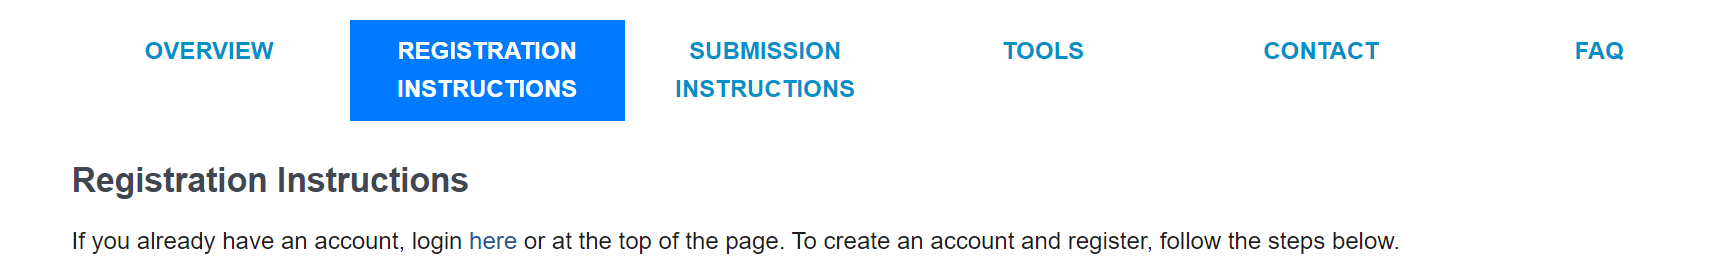 OVERVIEW
REGISTRATION INSTRUCTIONS
SUBMISSION INSTRUCTIONS
TOOLS
CONTACT
FAQ
Registration Instructions
If you already have an account, login here or at the top of the page. To create an account and register, follow the steps below.